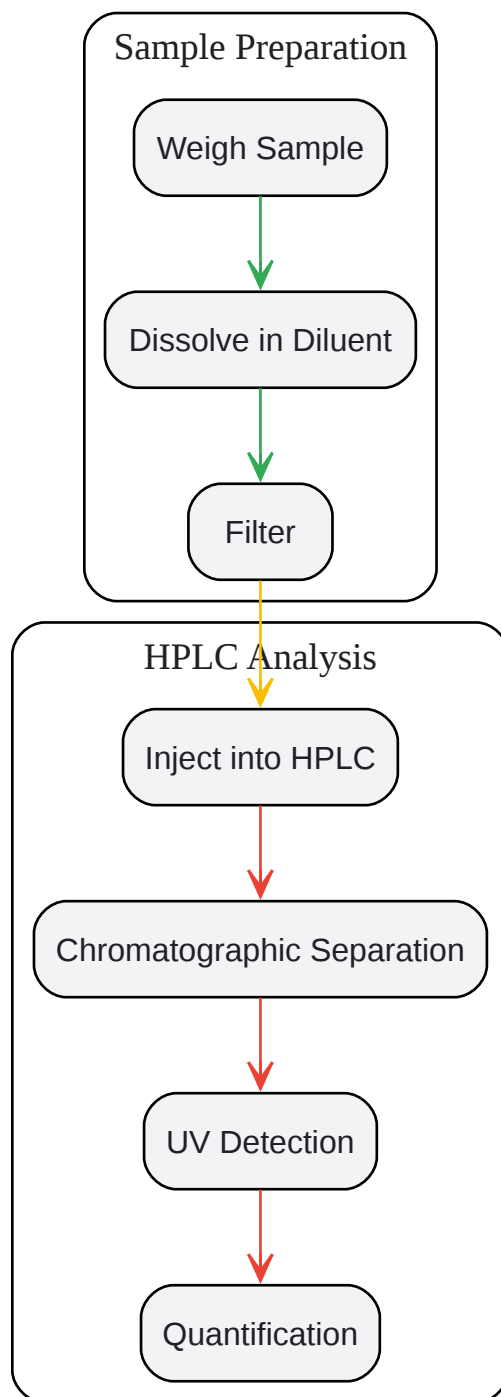 Sample Preparation
Weigh Sample
Dissolve in Diluent
Filter
HPLC Analysis
Inject into HPLC
Chromatographic Separation
UV Detection
Quantification